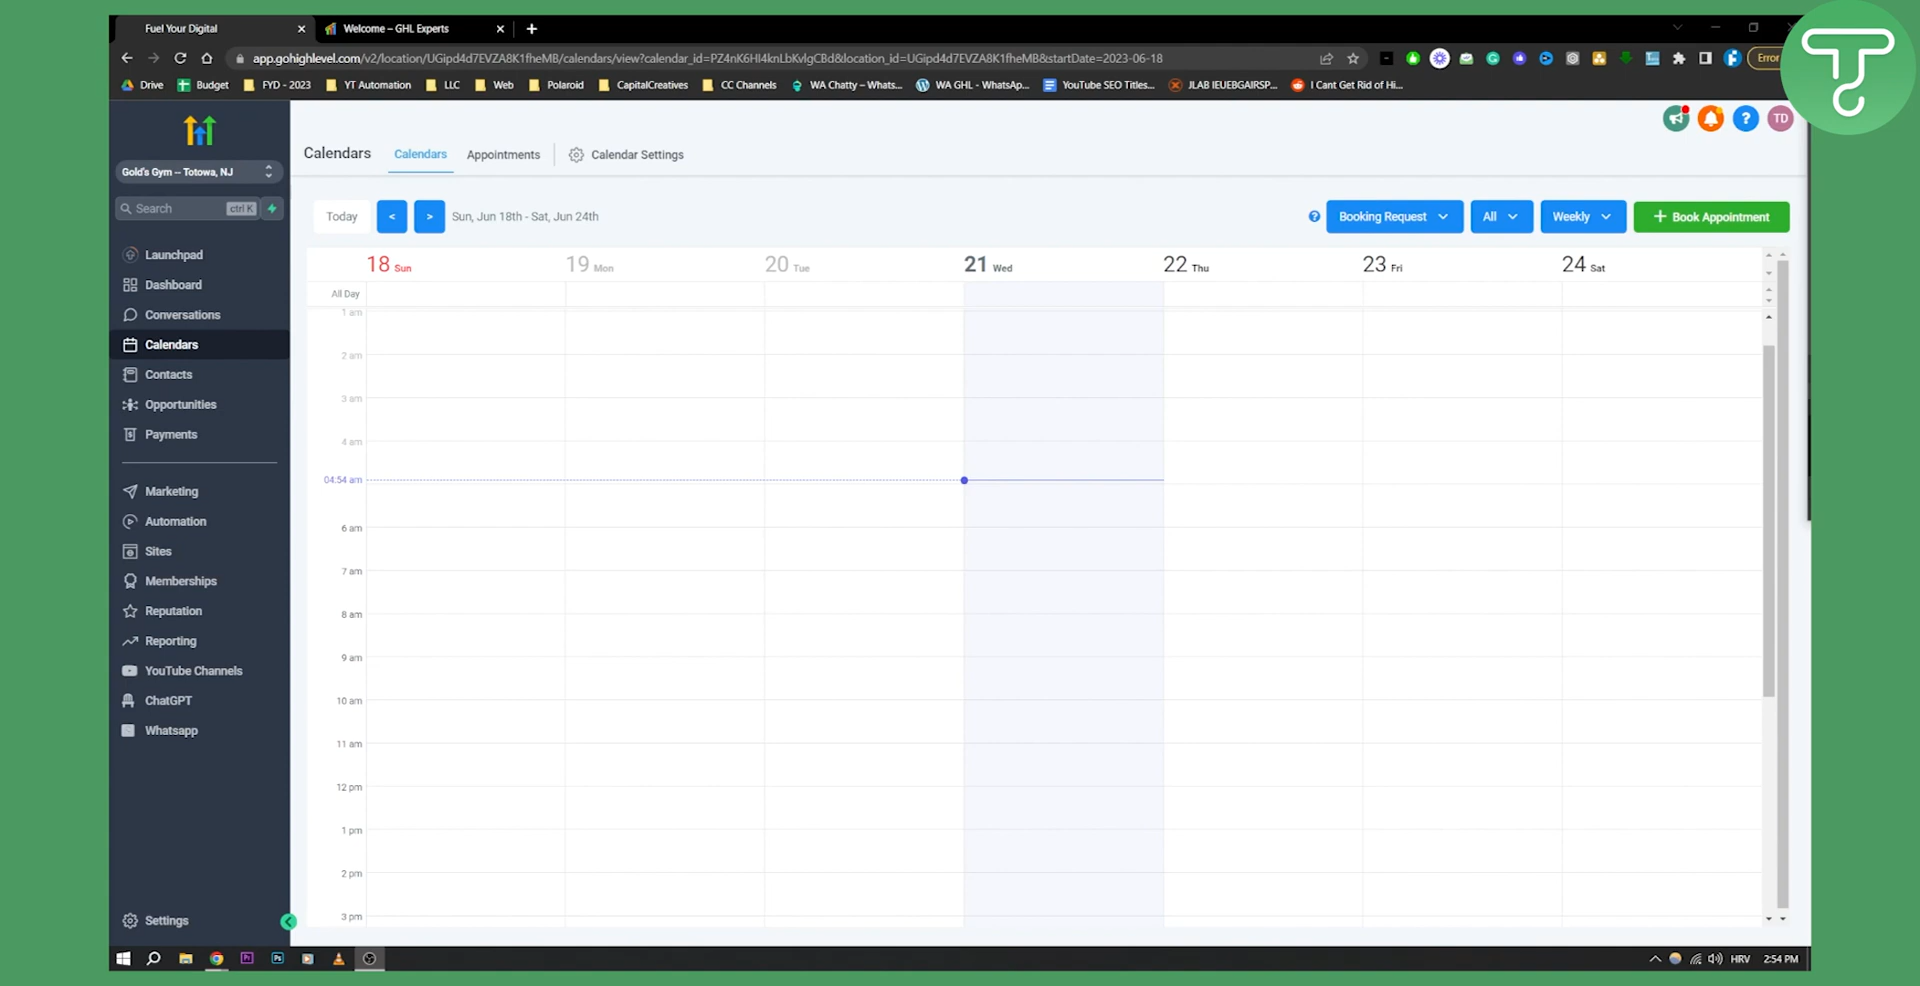 Fuel Your Digital
Welcome – GHL Experts
app.gohighlevel.com/v2/location/UGipd4d7EVZA8K1fheMB/calendars/view?calendar_id=PZ4nK6Hl4knLbKvlgCBd&location_id=UGipd4d7EVZA8K1fheMB&startDate=2023-06-18
Error
Drive
Budget
FYD - 2023
YT Automation
LLC
Web
Polaroid
CapitalCreatives
CC Channels
WA Chatty – Whats...
WA GHL - WhatsAp...
YouTube SEO Titles...
JLAB IEUEBGAIRSP...
I Cant Get Rid of Hi...
TD
Gold's Gym -- Totowa, NJ
Search
ctrl K
Launchpad
Dashboard
Conversations
Calendars
Contacts
Opportunities
Payments
Marketing
Automation
Sites
Memberships
Reputation
Reporting
YouTube Channels
ChatGPT
Whatsapp
Settings
Calendars
Calendars
Appointments
Calendar Settings
Today
<
>
Sun, Jun 18th - Sat, Jun 24th
?
Booking Request
All
Weekly
+ Book Appointment
18 Sun
19 Mon
20 Tue
21 Wed
22 Thu
23 Fri
24 Sat
All Day
1 am
2 am
3 am
4 am
04:54 am
6 am
7 am
8 am
9 am
10 am
11 am
12 pm
1 pm
2 pm
3 pm
HRV
2:54 PM